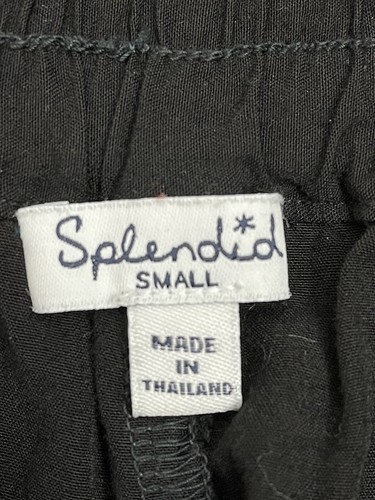 Splendid
SMALL
MADE
IN
THAILAND